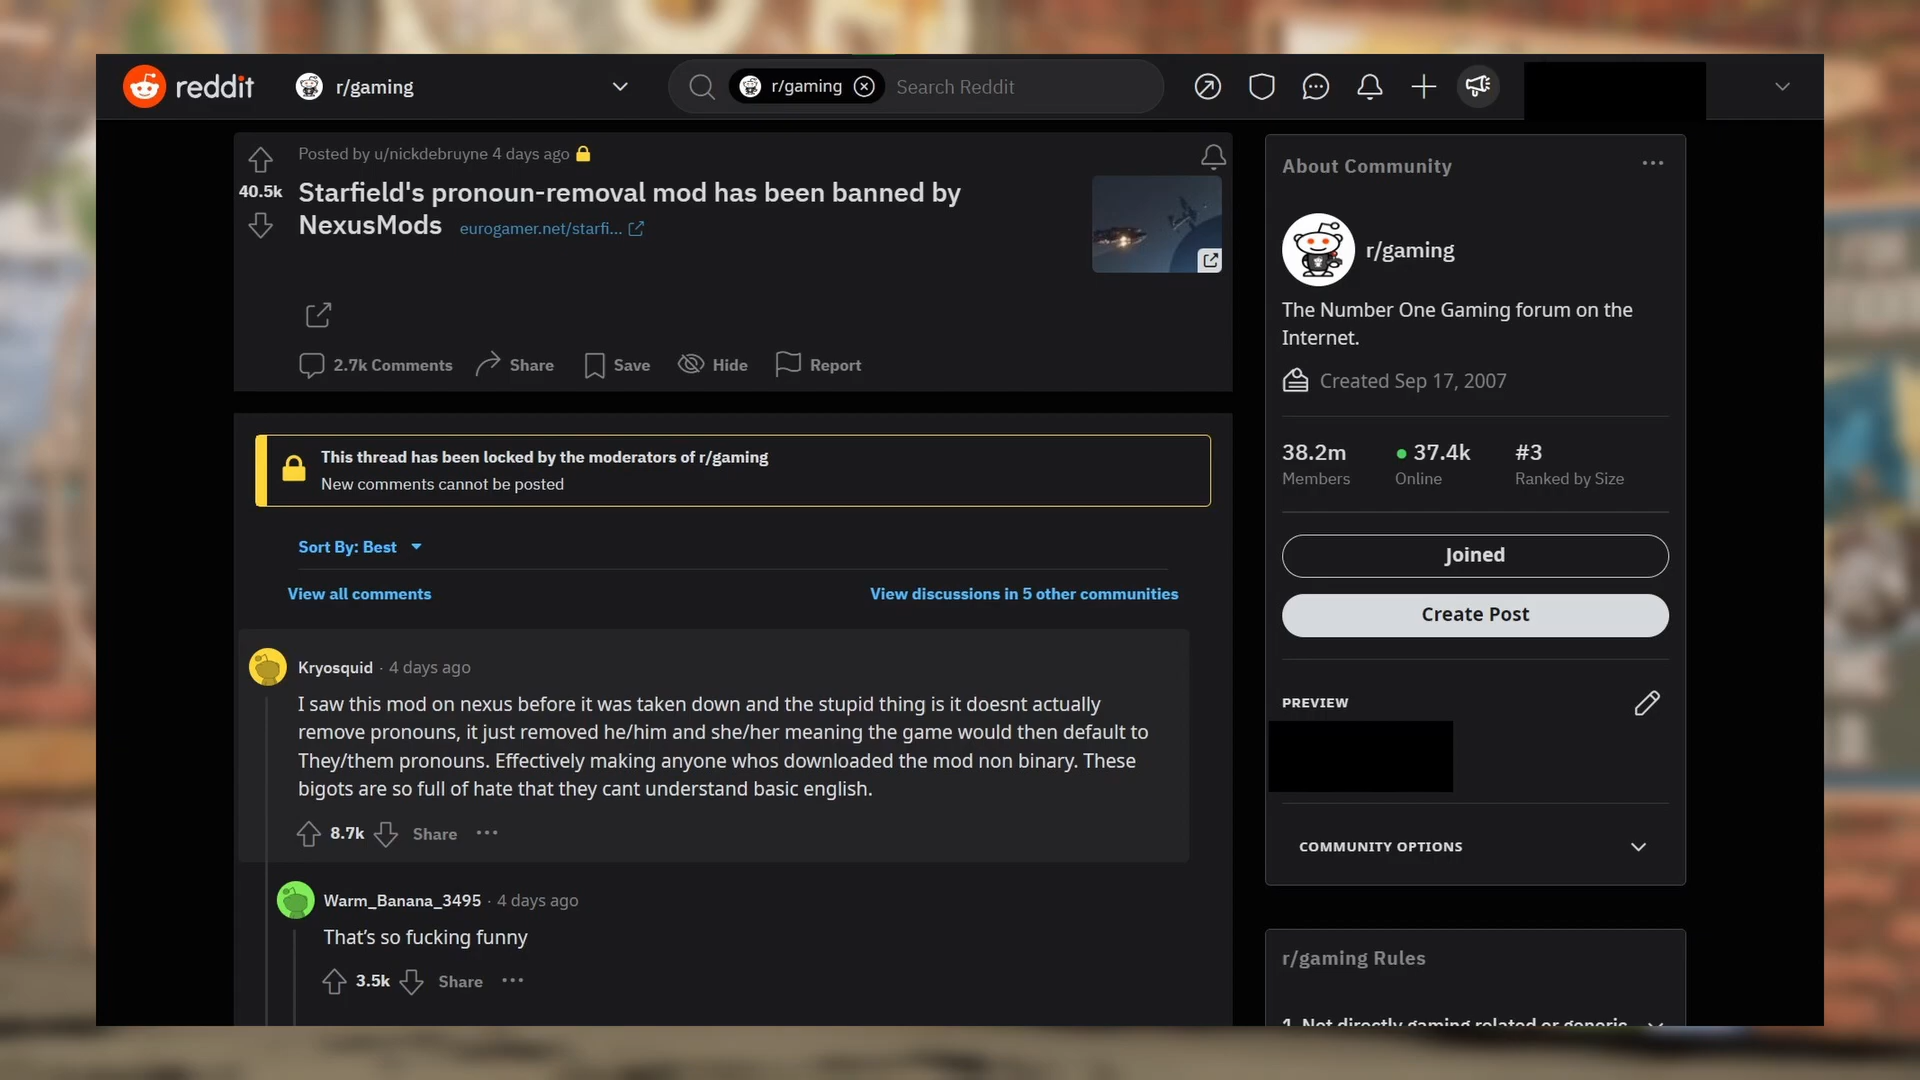 reddit
r/gaming
r/gaming
Search Reddit
Posted by u/nickdebruyne 4 days ago
40.5k
Starfield's pronoun-removal mod has been banned by
NexusMods
eurogamer.net/starfi...
2.7k Comments
Share
Save
Hide
Report
This thread has been locked by the moderators of r/gaming
New comments cannot be posted
Sort By: Best
View all comments
View discussions in 5 other communities
Kryosquid · 4 days ago
I saw this mod on nexus before it was taken down and the stupid thing is it doesnt actually
remove pronouns, it just removed he/him and she/her meaning the game would then default to
They/them pronouns. Effectively making anyone whos downloaded the mod non binary. These
bigots are so full of hate that they cant understand basic english.
8.7k
Share
Warm_Banana_3495 · 4 days ago
That's so fucking funny
3.5k
Share
About Community
r/gaming
The Number One Gaming forum on the
Internet.
Created Sep 17, 2007
38.2m
Members
37.4k
Online
#3
Ranked by Size
Joined
Create Post
PREVIEW
COMMUNITY OPTIONS
r/gaming Rules
1. Not directly gaming related or generic